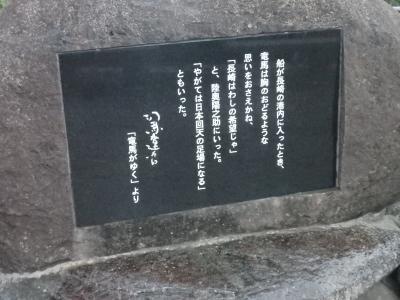 船が長崎の港内に入ったとき、
竜馬は胸のおどるような
思いをおさえかね、
「長崎はわしの希望じゃ」
と、陸奥陽之助にいった。
「やがては日本回天の足場になる」
ともいった。
「竜馬がゆく」より